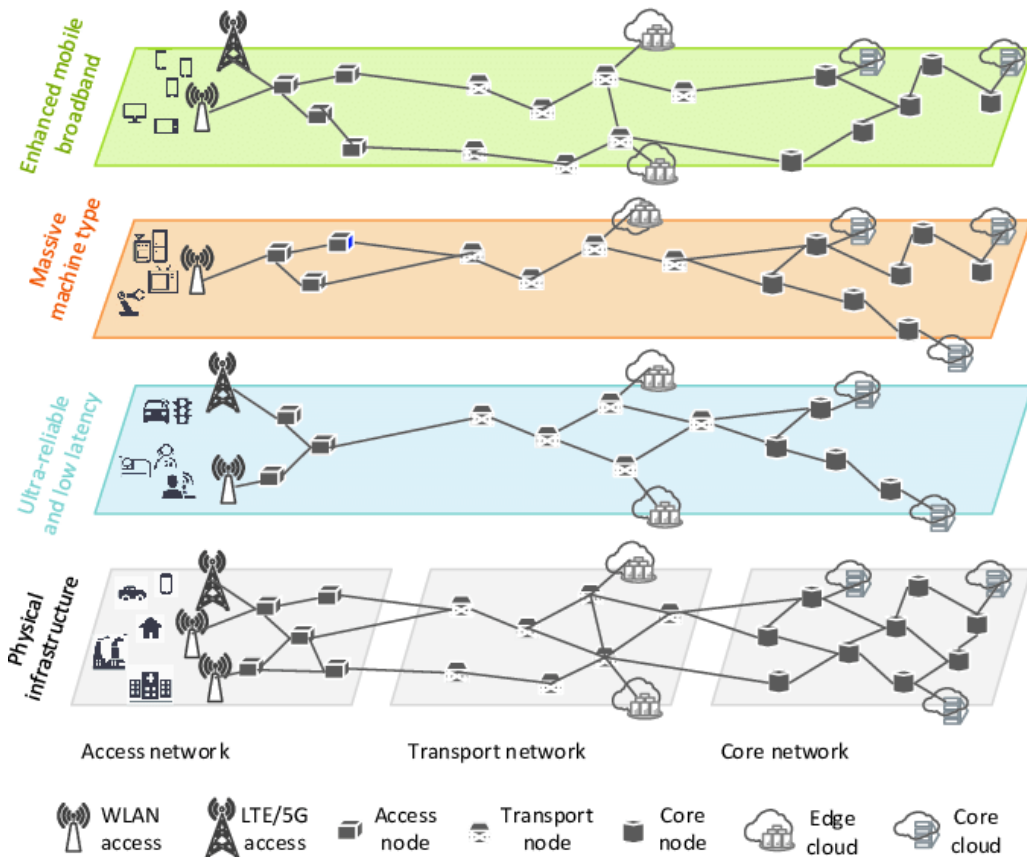 Enhanced mobile
broadband
Massive
machine type
Ultra-reliable
and low latency
Physical
infrastructure
Access network
Transport network
Core network
WLAN
access
LTE/5G
access
Access
node
Transport
node
Core
node
Edge
cloud
Core
cloud